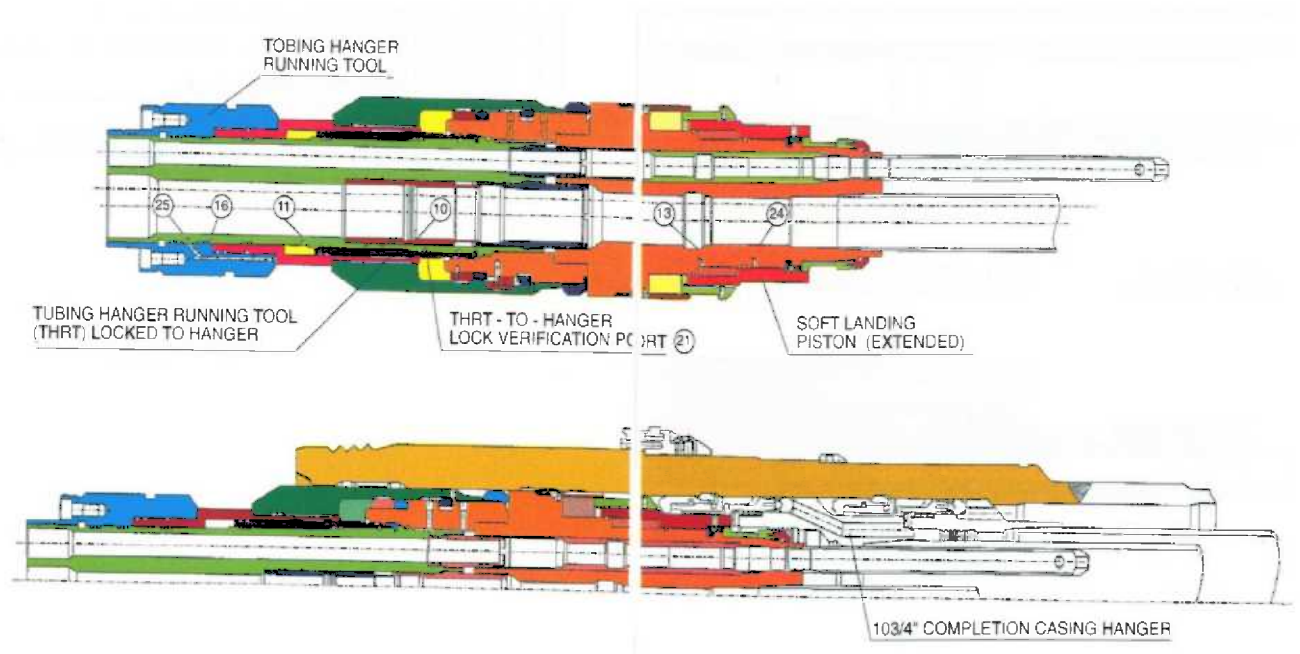 TOBING HANGER
RUNNING TOOL
25
16
11
10
13
24
TUBING HANGER RUNNING TOOL
(THRT) LOCKED TO HANGER
THRT - TO - HANGER
LOCK VERIFICATION PORT 21
SOFT LANDING
PISTON (EXTENDED)
103/4" COMPLETION CASING HANGER